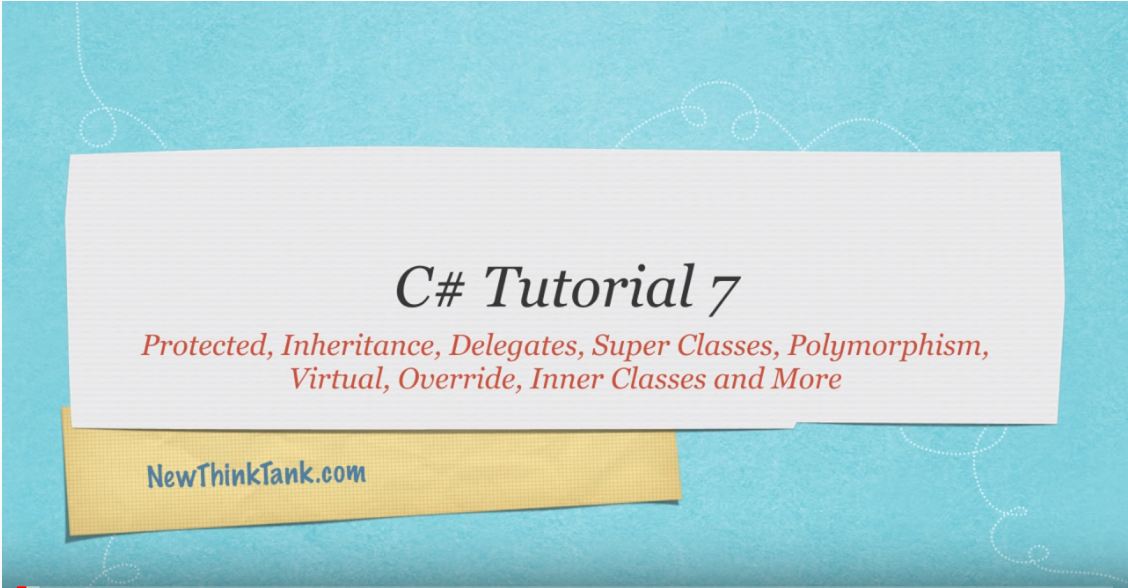 C# Tutorial 7
Protected, Inheritance, Delegates, Super Classes, Polymorphism,
Virtual, Override, Inner Classes and More
NewThinkTank.com